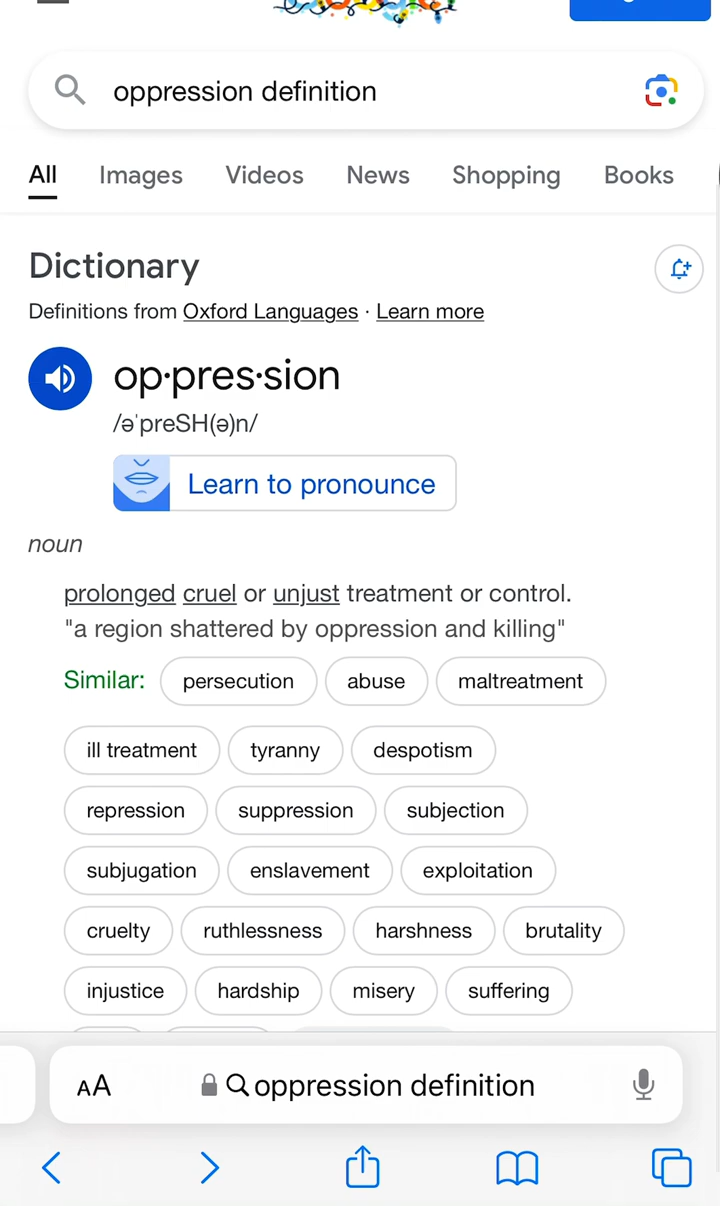 oppression definition
All Images Videos News Shopping Books
Dictionary
Definitions from Oxford Languages · Learn more
op·pres·sion
/əˈpreSH(ə)n/
Learn to pronounce
noun
prolonged cruel or unjust treatment or control.
"a region shattered by oppression and killing"
Similar: persecution abuse maltreatment
ill treatment tyranny despotism
repression suppression subjection
subjugation enslavement exploitation
cruelty ruthlessness harshness brutality
injustice hardship misery suffering
AA oppression definition